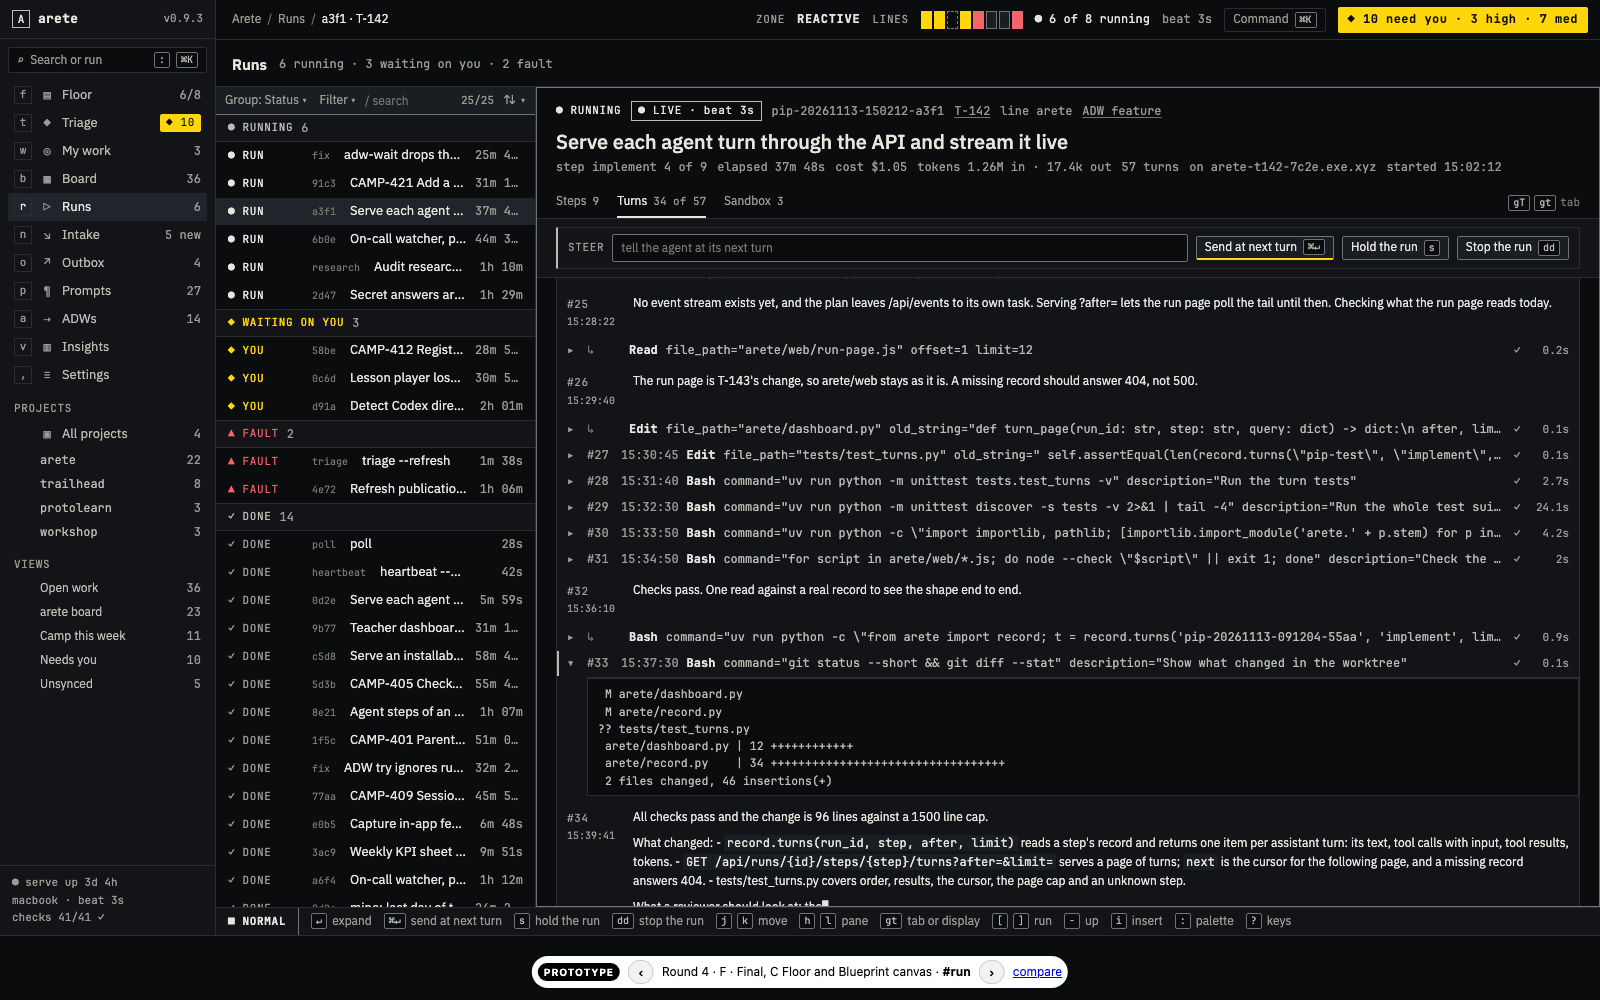 A arete v0.9.3
Search or run : ⌘K
f Floor 6/8
t Triage ◆ 10
w My work 3
b Board 36
r Runs 6
n Intake 5 new
o Outbox 4
p Prompts 27
a ADWs 14
v Insights
, Settings
PROJECTS
All projects 4
arete 22
trailhead 8
protolearn 3
workshop 3
VIEWS
Open work 36
arete board 23
Camp this week 11
Needs you 10
Unsynced 5
● serve up 3d 4h
macbook · beat 3s
checks 41/41 ✓
Arete / Runs / a3f1 · T-142
ZONE REACTIVE LINES ● 6 of 8 running beat 3s Command ⌘K ◆ 10 need you · 3 high · 7 med
Runs 6 running · 3 waiting on you · 2 fault
Group: Status ▾ Filter ▾ / search 25/25 ⇅ ▾
● RUNNING 6
● RUN fix adw-wait drops th… 25m 4…
● RUN 91c3 CAMP-421 Add a … 31m 1…
● RUN a3f1 Serve each agent … 37m 4…
● RUN 6b0e On-call watcher, p… 44m 3…
● RUN research Audit researc… 1h 10m
● RUN 2d47 Secret answers ar… 1h 29m
◆ WAITING ON YOU 3
◆ YOU 58be CAMP-412 Regist… 28m 5…
◆ YOU 0c6d Lesson player los… 30m 5…
◆ YOU d91a Detect Codex dire… 2h 01m
▲ FAULT 2
▲ FAULT triage triage --refresh 1m 38s
▲ FAULT 4e72 Refresh publicatio… 1h 06m
✓ DONE 14
✓ DONE poll poll 28s
✓ DONE heartbeat heartbeat --… 42s
✓ DONE 0d2e Serve each agent … 5m 59s
✓ DONE 9b77 Teacher dashboar… 31m 1…
✓ DONE c5d8 Serve an installab… 58m 4…
✓ DONE 5d3b CAMP-405 Check… 55m 4…
✓ DONE 8e21 Agent steps of an … 1h 07m
✓ DONE 1f5c CAMP-401 Parent… 51m 0…
✓ DONE fix ADW try ignores ru… 32m 2…
✓ DONE 77aa CAMP-409 Sessio… 45m 5…
✓ DONE e0b5 Capture in-app fe… 6m 48s
✓ DONE 3ac9 Weekly KPI sheet … 9m 51s
✓ DONE a6f4 On-call watcher, p… 1h 12m
● RUNNING ● LIVE · beat 3s pip-20261113-150212-a3f1 T-142 line arete ADW feature
Serve each agent turn through the API and stream it live
step implement 4 of 9 elapsed 37m 48s cost $1.05 tokens 1.26M in · 17.4k out 57 turns on arete-t142-7c2e.exe.xyz started 15:02:12
Steps 9 Turns 34 of 57 Sandbox 3 gT gt tab
STEER tell the agent at its next turn Send at next turn ⌘↵ Hold the run s Stop the run dd
#25 No event stream exists yet, and the plan leaves /api/events to its own task. Serving ?after= lets the run page poll the tail until then. Checking what the run page reads today.
15:28:22
▸ ↳ Read file_path="arete/web/run-page.js" offset=1 limit=12 ✓ 0.2s
#26 The run page is T-143's change, so arete/web stays as it is. A missing record should answer 404, not 500.
15:29:40
▸ ↳ Edit file_path="arete/dashboard.py" old_string="def turn_page(run_id: str, step: str, query: dict) -> dict:\n after, lim… ✓ 0.1s
▸ #27 15:30:45 Edit file_path="tests/test_turns.py" old_string=" self.assertEqual(len(record.turns(\"pip-test\", \"implement\",… ✓ 0.1s
▸ #28 15:31:40 Bash command="uv run python -m unittest tests.test_turns -v" description="Run the turn tests" ✓ 2.7s
▸ #29 15:32:30 Bash command="uv run python -m unittest discover -s tests -v 2>&1 | tail -4" description="Run the whole test sui… ✓ 24.1s
▸ #30 15:33:50 Bash command="uv run python -c \"import importlib, pathlib; [importlib.import_module('arete.' + p.stem) for p in… ✓ 4.2s
▸ #31 15:34:50 Bash command="for script in arete/web/*.js; do node --check \"$script\" || exit 1; done" description="Check the … ✓ 2s
#32 Checks pass. One read against a real record to see the shape end to end.
15:36:10
▸ ↳ Bash command="uv run python -c \"from arete import record; t = record.turns('pip-20261113-091204-55aa', 'implement', lim… ✓ 0.9s
▾ #33 15:37:30 Bash command="git status --short && git diff --stat" description="Show what changed in the worktree" ✓ 0.1s
M arete/dashboard.py
M arete/record.py
?? tests/test_turns.py
arete/dashboard.py | 12 ++++++++++++
arete/record.py | 34 ++++++++++++++++++++++++++++++++++
2 files changed, 46 insertions(+)
#34 All checks pass and the change is 96 lines against a 1500 line cap.
15:39:41
What changed: - record.turns(run_id, step, after, limit) reads a step's record and returns one item per assistant turn: its text, tool calls with input, tool results,
tokens. - GET /api/runs/{id}/steps/{step}/turns?after=&limit= serves a page of turns; next is the cursor for the following page, and a missing record
answers 404. - tests/test_turns.py covers order, results, the cursor, the page cap and an unknown step.
What a reviewer should look at: the
■ NORMAL ↵ expand ⌘↵ send at next turn s hold the run dd stop the run j k move h l pane gt tab or display [ ] run - up i insert : palette ? keys
PROTOTYPE ‹ Round 4 · F · Final, C Floor and Blueprint canvas · #run › compare